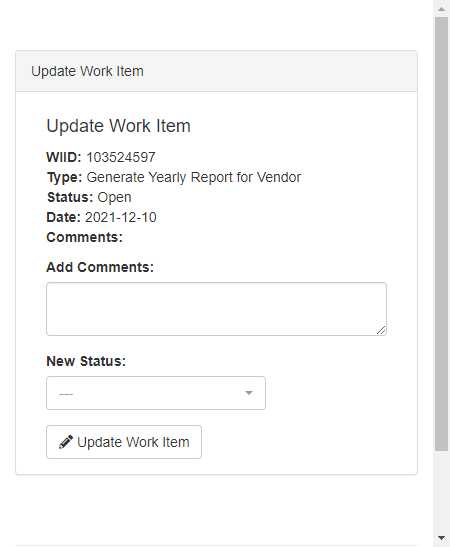 Update Work Item
Update Work Item
WIID: 103524597
Type: Generate Yearly Report for Vendor
Status: Open
Date: 2021-12-10
Comments:
Add Comments:
New Status:
---
Update Work Item